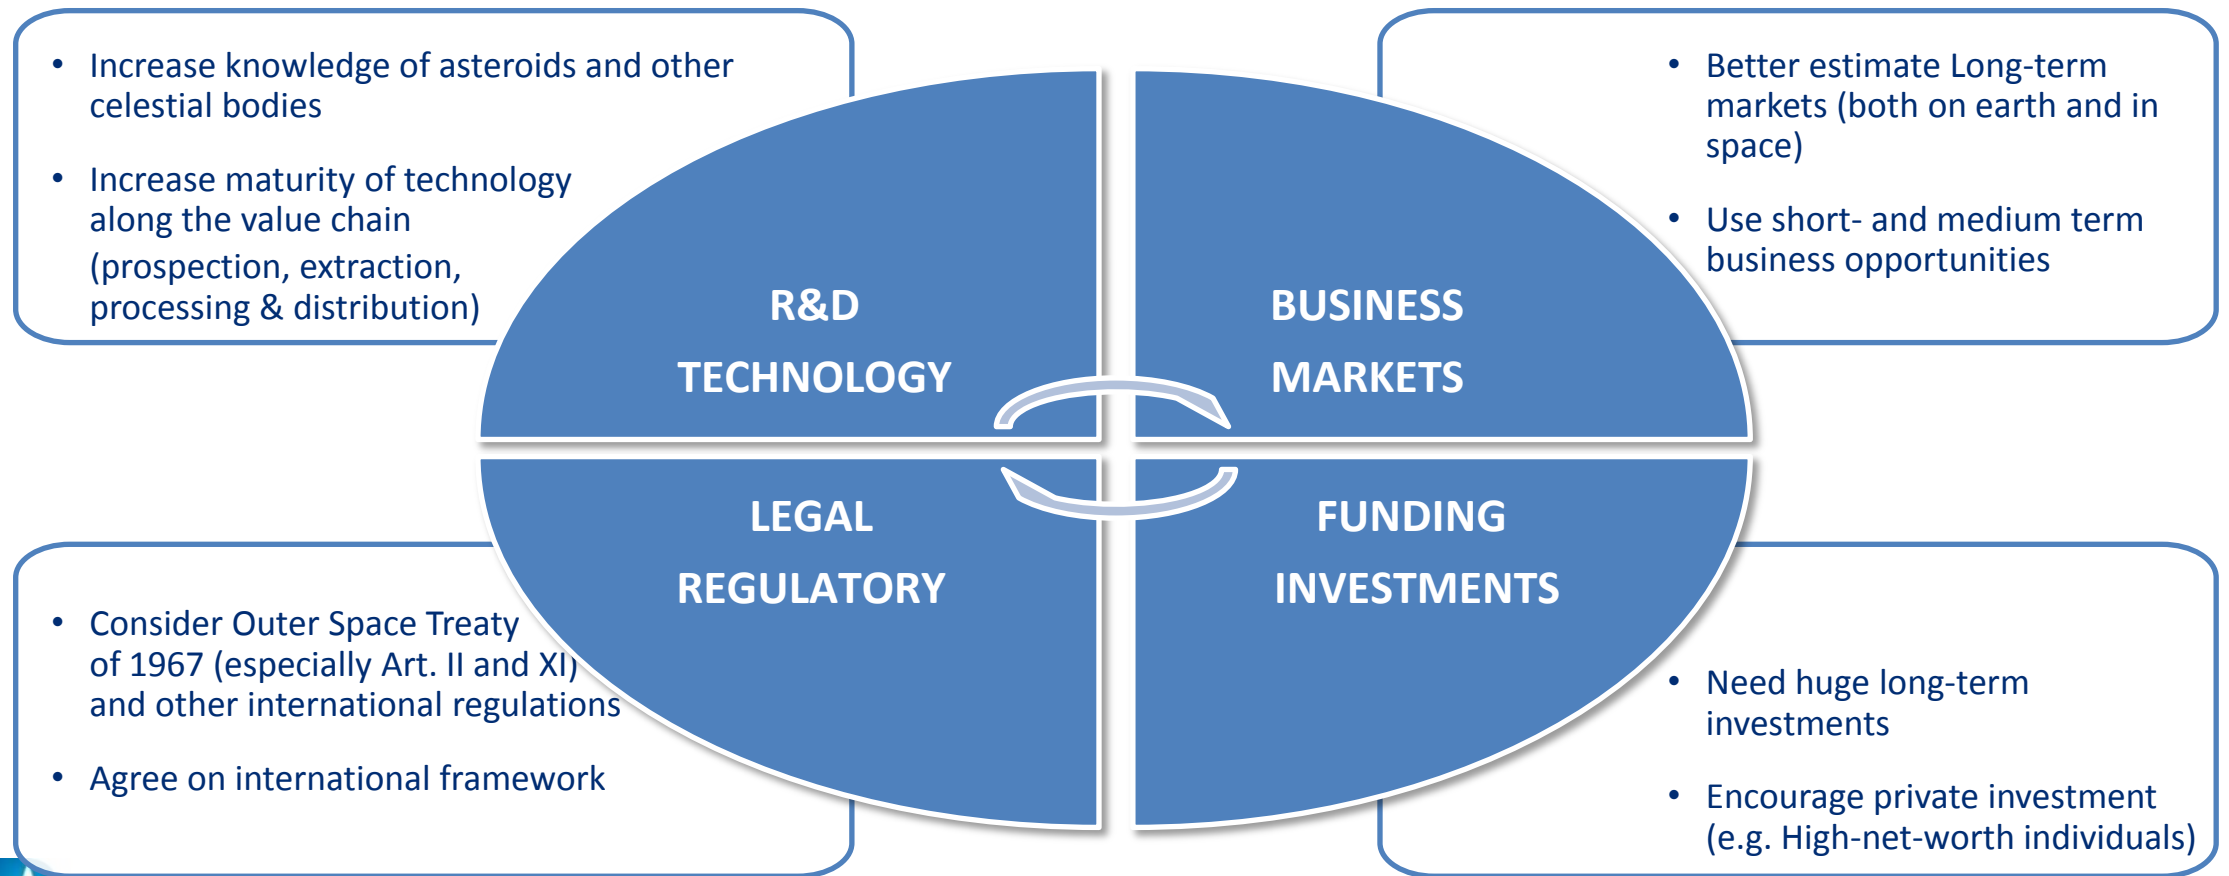 • Increase knowledge of asteroids and other
celestial bodies
• Increase maturity of technology
along the value chain
(prospection, extraction,
processing & distribution)
R&D
TECHNOLOGY
• Better estimate Long-term
markets (both on earth and in
space)
• Use short- and medium term
business opportunities
BUSINESS
MARKETS
• Consider Outer Space Treaty
of 1967 (especially Art. II and XI)
and other international regulations
• Agree on international framework
LEGAL
REGULATORY
FUNDING
INVESTMENTS
• Need huge long-term
investments
• Encourage private investment
(e.g. High-net-worth individuals)